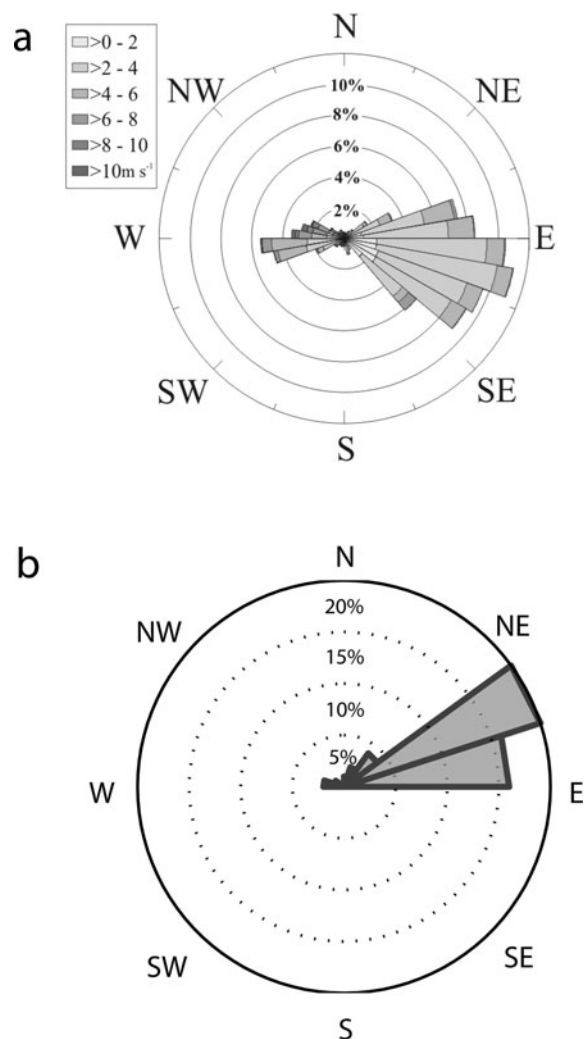 a
>0 - 2
>2 - 4
>4 - 6
>6 - 8
>8 - 10
>10m s⁻¹
N
NW
NE
10%
8%
6%
4%
2%
W
E
SW
SE
S
b
N
NW
NE
20%
15%
10%
5%
W
E
SW
SE
S